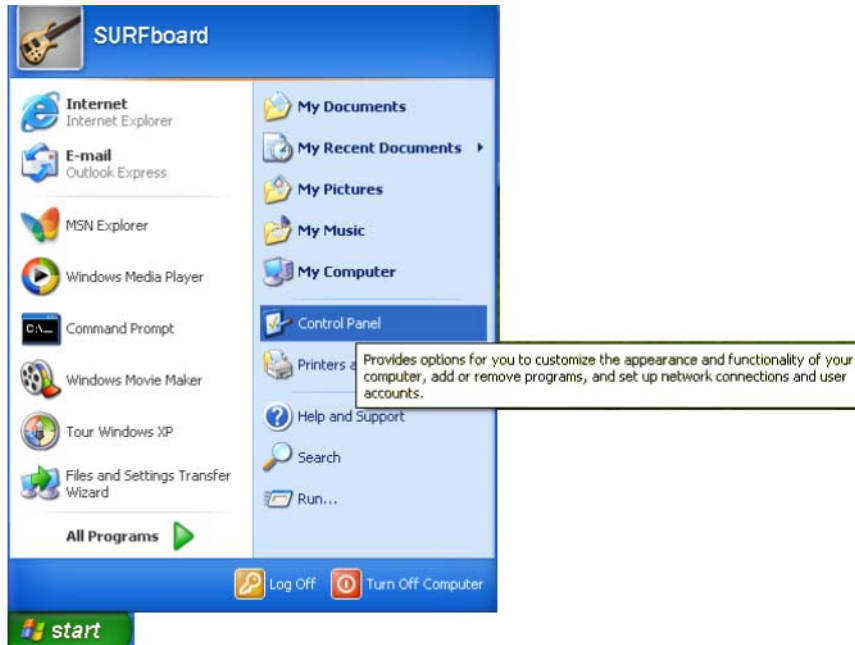 SURFboard
Internet
Internet Explorer
E-mail
Outlook Express
MSN Explorer
Windows Media Player
C:\_
Command Prompt
Windows Movie Maker
Tour Windows XP
Files and Settings Transfer
Wizard
All Programs
My Documents
My Recent Documents
My Pictures
My Music
My Computer
Control Panel
Printers a
Provides options for you to customize the appearance and functionality of your
computer, add or remove programs, and set up network connections and user
accounts.
Help and Support
Search
Run...
Log Off
Turn Off Computer
start